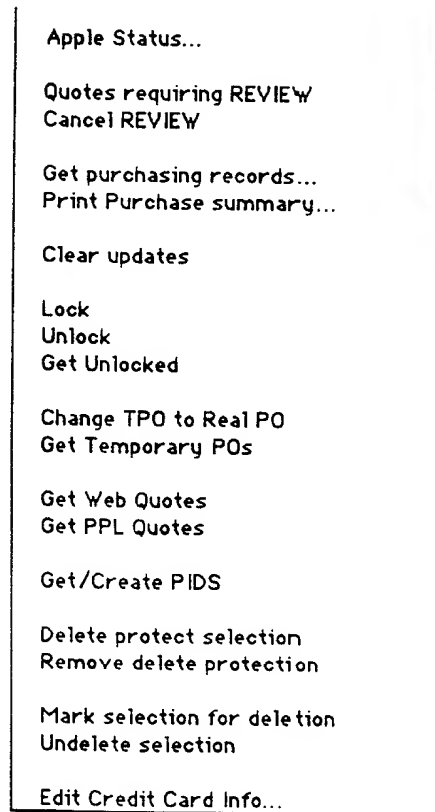 Apple Status...
Quotes requiring REVIEW
Cancel REVIEW
Get purchasing records...
Print Purchase summary...
Clear updates
Lock
Unlock
Get Unlocked
Change TPO to Real PO
Get Temporary POs
Get Web Quotes
Get PPL Quotes
Get/Create PIDS
Delete protect selection
Remove delete protection
Mark selection for deletion
Undelete selection
Edit Credit Card Info...